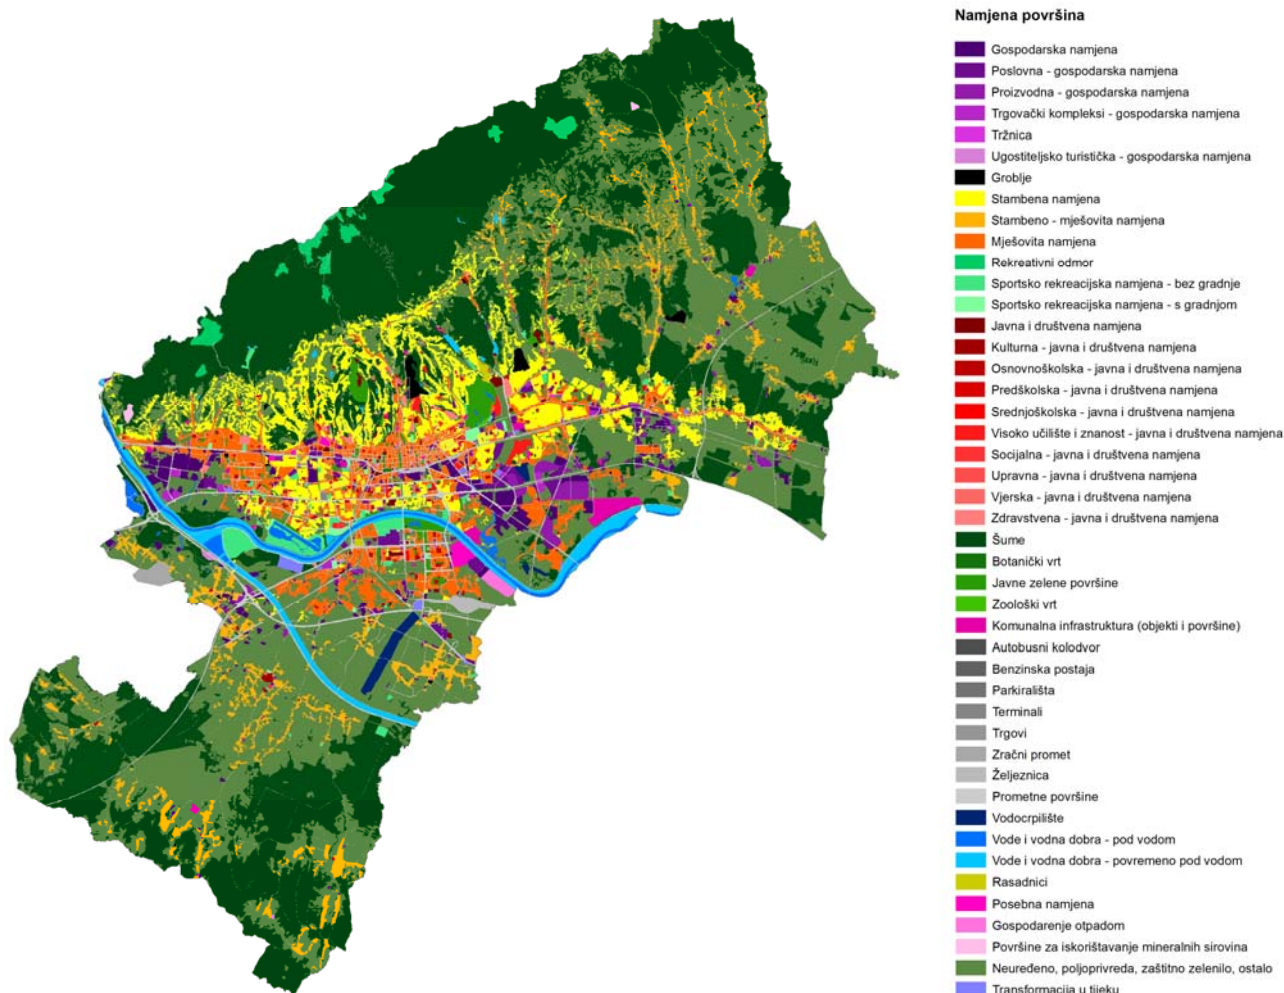 Namjena površina
Gospodarska namjena
Poslovna - gospodarska namjena
Proizvodna - gospodarska namjena
Trgovački kompleksi - gospodarska namjena
Tržnica
Ugostiteljsko turistička - gospodarska namjena
Groblje
Stambena namjena
Stambeno - mješovita namjena
Mješovita namjena
Rekreativni odmor
Sportsko rekreacijska namjena - bez gradnje
Sportsko rekreacijska namjena - s gradnjom
Javna i društvena namjena
Kulturna - javna i društvena namjena
Osnovnoškolska - javna i društvena namjena
Predškolska - javna i društvena namjena
Srednjoškolska - javna i društvena namjena
Visoko učilište i znanost - javna i društvena namjena
Socijalna - javna i društvena namjena
Upravna - javna i društvena namjena
Vjerska - javna i društvena namjena
Zdravstvena - javna i društvena namjena
Šume
Botanički vrt
Javne zelene površine
Zoološki vrt
Komunalna infrastruktura (objekti i površine)
Autobusni kolodvor
Benzinska postaja
Parkirališta
Terminali
Trgovi
Zračni promet
Željeznica
Prometne površine
Vodocrpilište
Vode i vodna dobra - pod vodom
Vode i vodna dobra - povremeno pod vodom
Rasadnici
Posebna namjena
Gospodarenje otpadom
Površine za iskorištavanje mineralnih sirovina
Neuređeno, poljoprivreda, zaštitno zelenilo, ostalo
Transformacija u tijeku